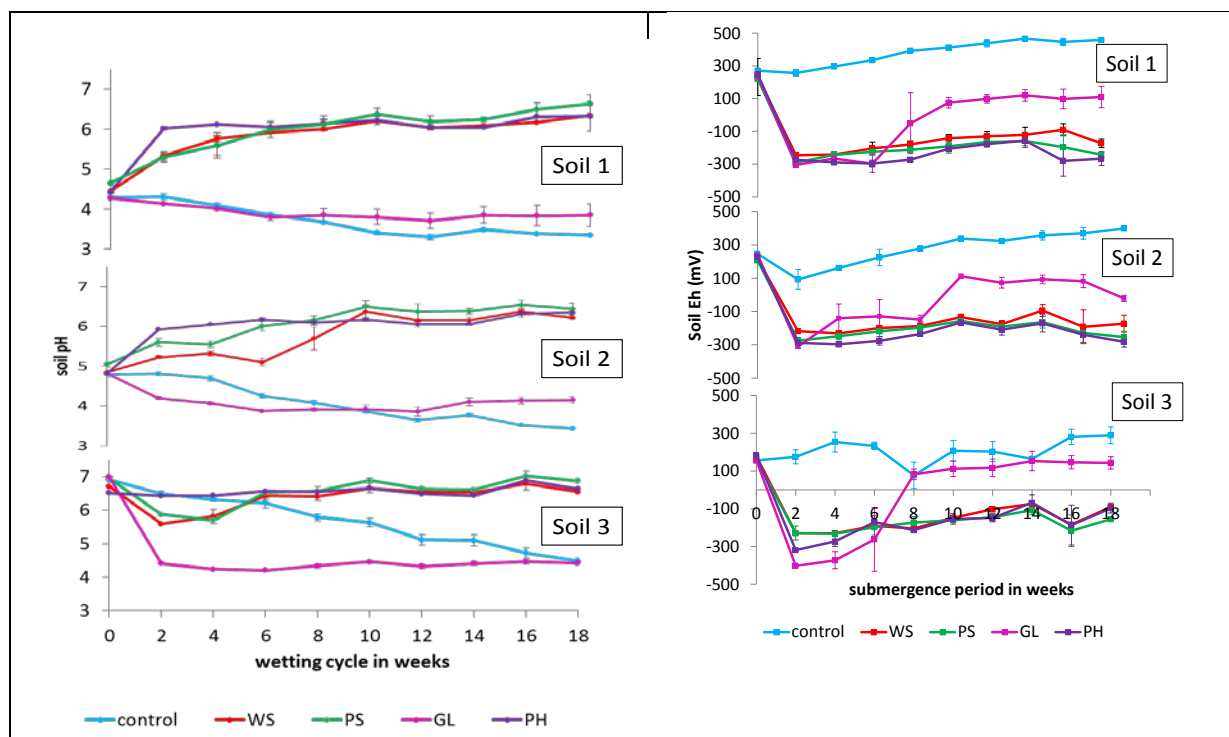 7
6
5
4
3
Soil 1
7
6
5
4
3
Soil 2
7
6
5
4
3
Soil 3
soil pH
0 2 4 6 8 10 12 14 16 18
wetting cycle in weeks
control WS PS GL PH
500
300
100
-100
-300
-500
Soil 1
500
300
100
-100
-300
-500
Soil 2
300
100
-100
-300
-500
Soil 3
Soil Eh (mV)
0 2 4 6 8 10 12 14 16 18
submergence period in weeks
control WS PS GL PH